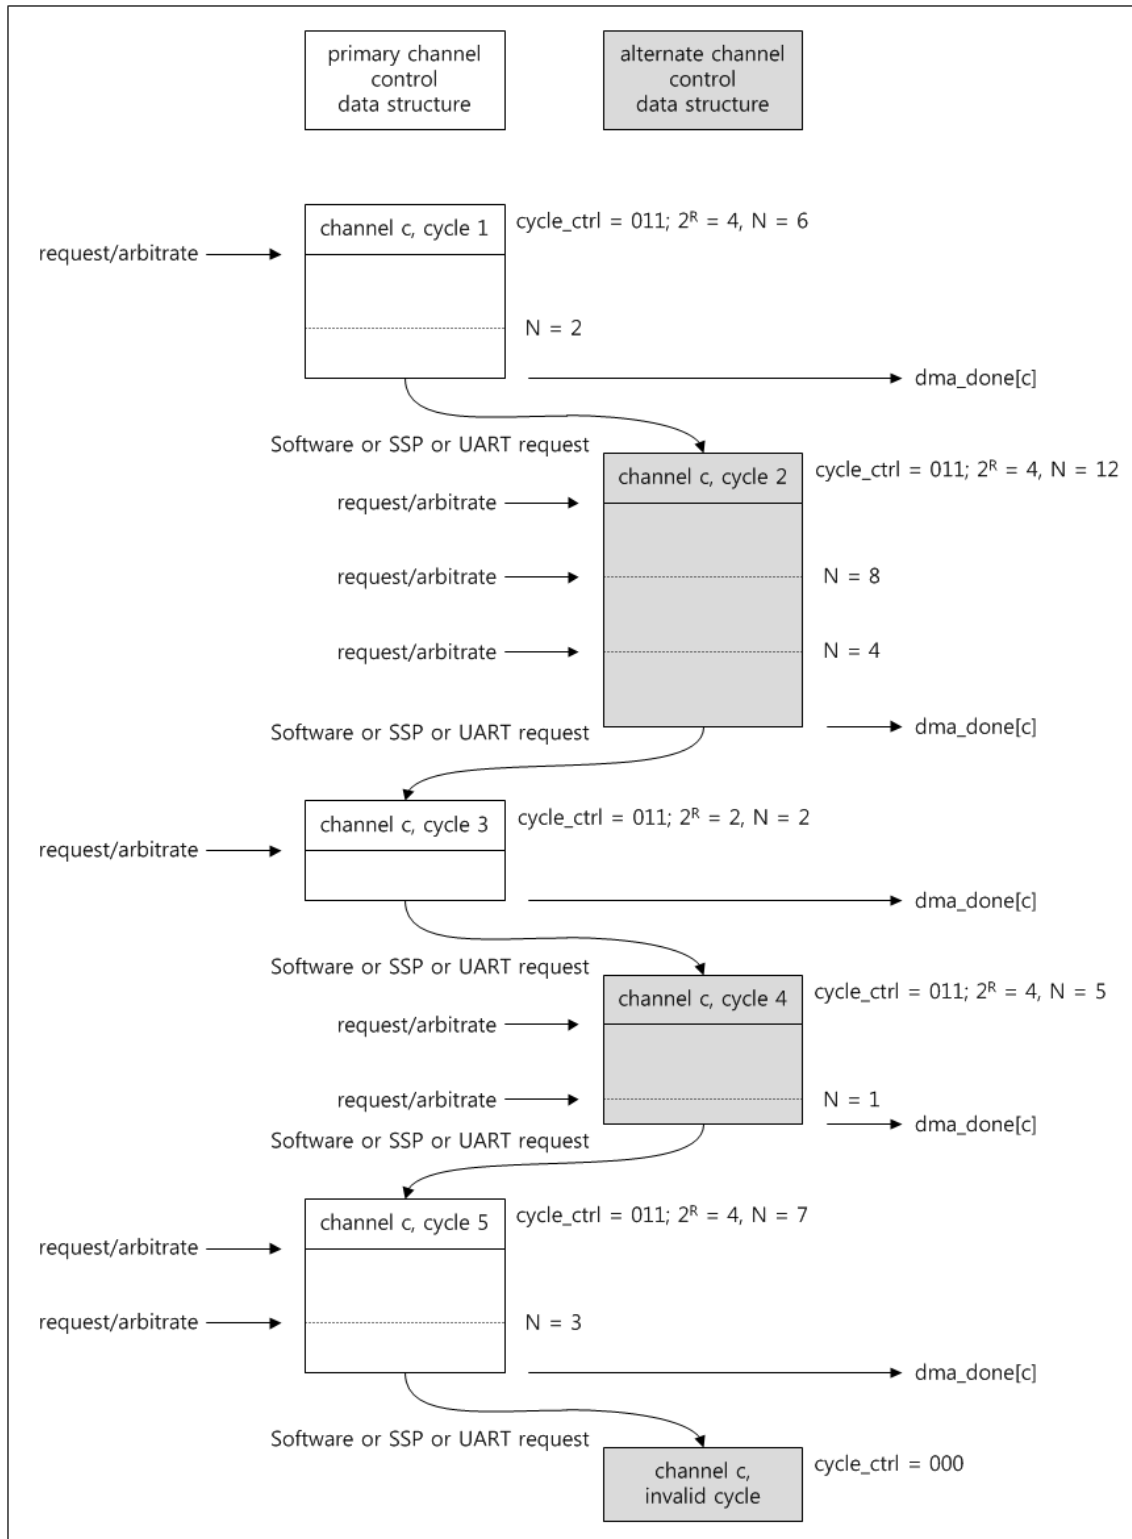 primary channel
control
data structure
alternate channel
control
data structure
channel c, cycle 1
cycle_ctrl = 011; 2ᴿ = 4, N = 6
request/arbitrate
N = 2
dma_done[c]
Software or SSP or UART request
channel c, cycle 2
cycle_ctrl = 011; 2ᴿ = 4, N = 12
request/arbitrate
request/arbitrate
N = 8
request/arbitrate
N = 4
dma_done[c]
Software or SSP or UART request
channel c, cycle 3
cycle_ctrl = 011; 2ᴿ = 2, N = 2
request/arbitrate
dma_done[c]
Software or SSP or UART request
channel c, cycle 4
cycle_ctrl = 011; 2ᴿ = 4, N = 5
request/arbitrate
request/arbitrate
N = 1
dma_done[c]
Software or SSP or UART request
channel c, cycle 5
cycle_ctrl = 011; 2ᴿ = 4, N = 7
request/arbitrate
request/arbitrate
N = 3
dma_done[c]
Software or SSP or UART request
channel c,
invalid cycle
cycle_ctrl = 000